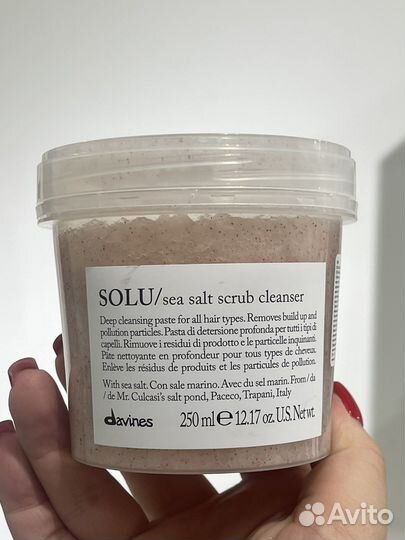 SOLU/sea salt scrub cleanser
Deep cleansing paste for all hair types. Removes build up and
pollution particles. Pasta di detersione profonda per tutti i tipi di
capelli. Rimuove i residui di prodotto e le particelle inquinanti.
Pâte nettoyante en profondeur pour tous types de cheveux.
Enlève les résidus de produits et les particules de pollution.
With sea salt. Con sale marino. Avec du sel marin. From/da
/de Mr. Culcasi's salt pond, Paceco, Trapani, Italy
davines 250 ml e 12.17 oz. U.S. Net wt.
Avito